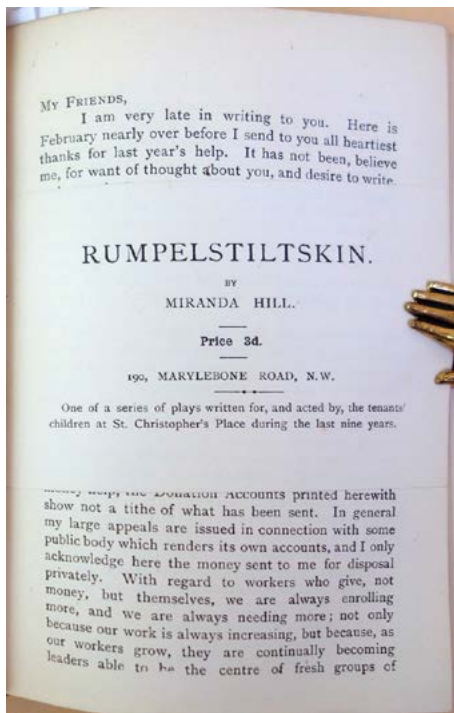 MY FRIENDS,
I am very late in writing to you. Here is
February nearly over before I send to you all heartiest
thanks for last year's help. It has not been, believe
me, for want of thought about you, and desire to write.
RUMPELSTILTSKIN.
BY
MIRANDA HILL.
Price 3d.
190, MARYLEBONE ROAD, N.W.
One of a series of plays written for, and acted by, the tenants'
children at St. Christopher's Place during the last nine years.
money help, the Donation Accounts printed herewith
show not a tithe of what has been sent. In general
my large appeals are issued in connection with some
public body which renders its own accounts, and I only
acknowledge here the money sent to me for disposal
privately. With regard to workers who give, not
money, but themselves, we are always enrolling
more, and we are always needing more; not only
because our work is always increasing, but because, as
our workers grow, they are continually becoming
leaders able to be the centre of fresh groups of